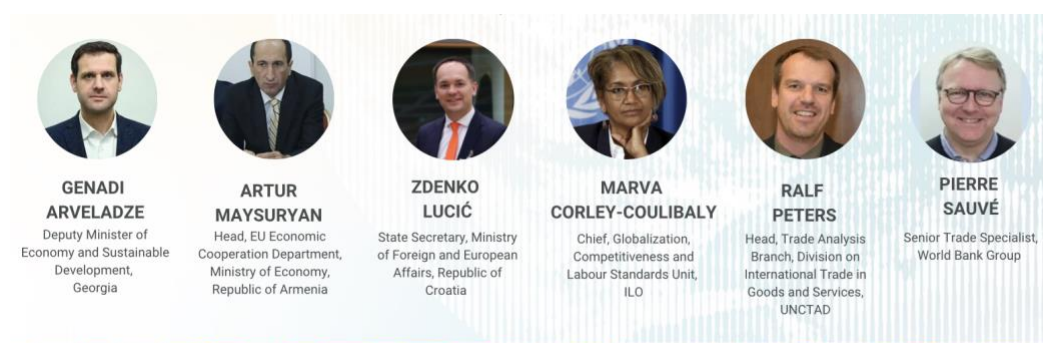 GENADI
ARVELADZE
Deputy Minister of
Economy and Sustainable
Development,
Georgia
ARTUR
MAYSURYAN
Head, EU Economic
Cooperation Department,
Ministry of Economy,
Republic of Armenia
ZDENKO
LUCIĆ
State Secretary, Ministry
of Foreign and European
Affairs, Republic of
Croatia
MARVA
CORLEY-COULIBALY
Chief, Globalization,
Competitiveness and
Labour Standards Unit,
ILO
RALF
PETERS
Head, Trade Analysis
Branch, Division on
International Trade in
Goods and Services,
UNCTAD
PIERRE
SAUVÉ
Senior Trade Specialist,
World Bank Group